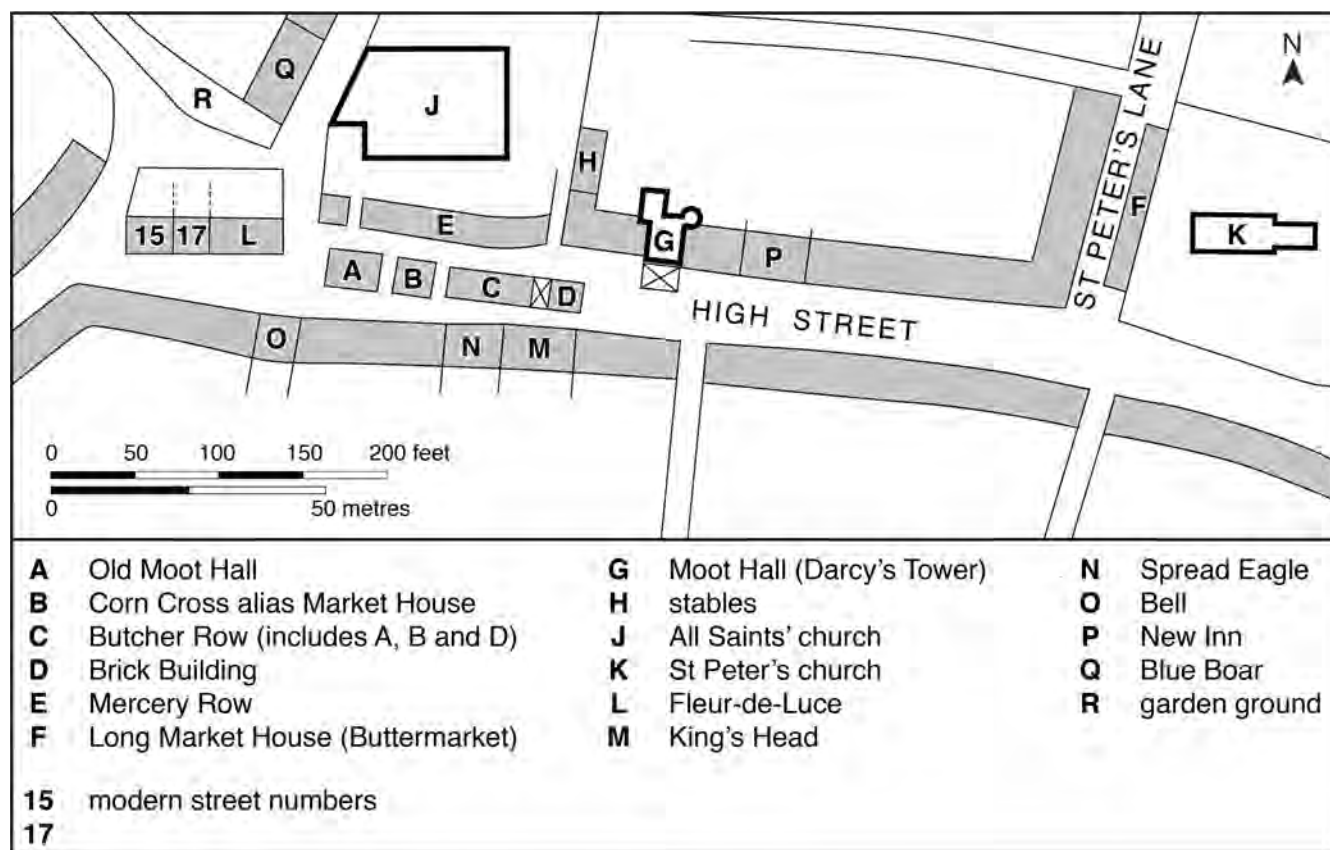 N
Q
R
J
ST PETER'S LANE
H
F
15 17 L
E
G
K
A
B
C
D
P
HIGH STREET
O
N
M
0 50 100 150 200 feet
0 50 metres
A Old Moot Hall
B Corn Cross alias Market House
C Butcher Row (includes A, B and D)
D Brick Building
E Mercery Row
F Long Market House (Buttermarket)
15 modern street numbers
17
G Moot Hall (Darcy's Tower)
H stables
J All Saints' church
K St Peter's church
L Fleur-de-Luce
M King's Head
N Spread Eagle
O Bell
P New Inn
Q Blue Boar
R garden ground